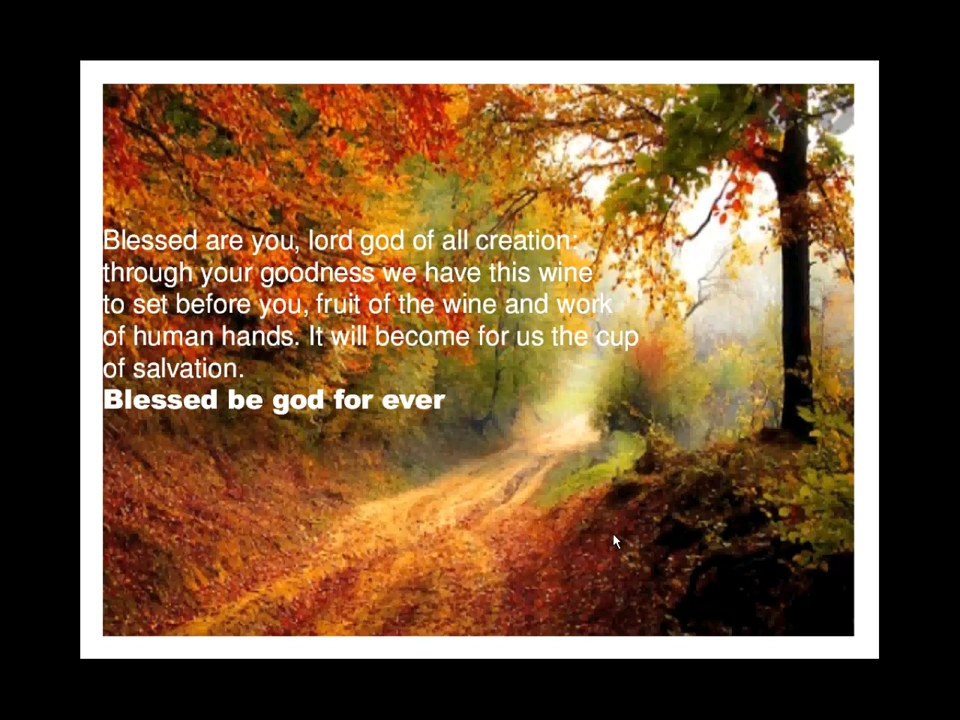 Blessed are you, lord god of all creation:
through your goodness we have this wine
to set before you, fruit of the wine and work
of human hands. It will become for us the cup
of salvation.
Blessed be god for ever